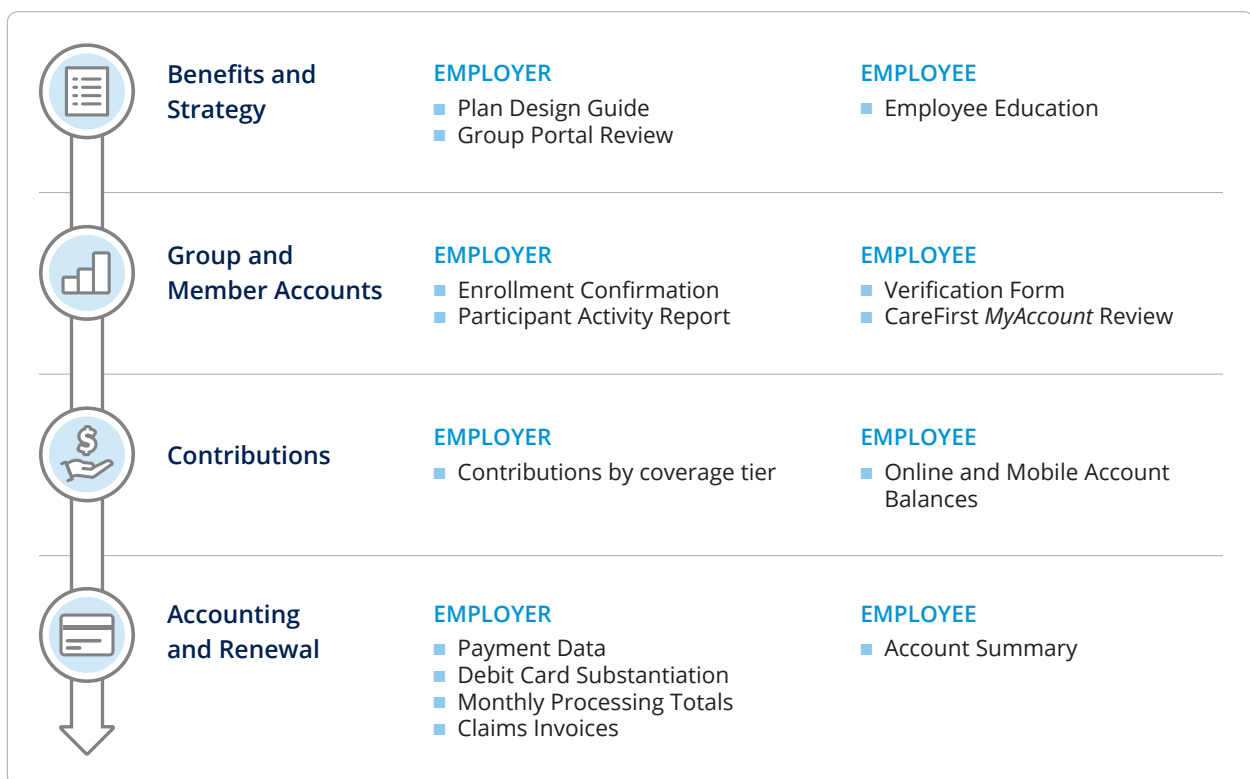 Benefits and
Strategy
EMPLOYER
Plan Design Guide
Group Portal Review
EMPLOYEE
Employee Education
Group and
Member Accounts
EMPLOYER
Enrollment Confirmation
Participant Activity Report
EMPLOYEE
Verification Form
CareFirst MyAccount Review
$
Contributions
EMPLOYER
Contributions by coverage tier
EMPLOYEE
Online and Mobile Account
Balances
Accounting
and Renewal
EMPLOYER
Payment Data
Debit Card Substantiation
Monthly Processing Totals
Claims Invoices
EMPLOYEE
Account Summary